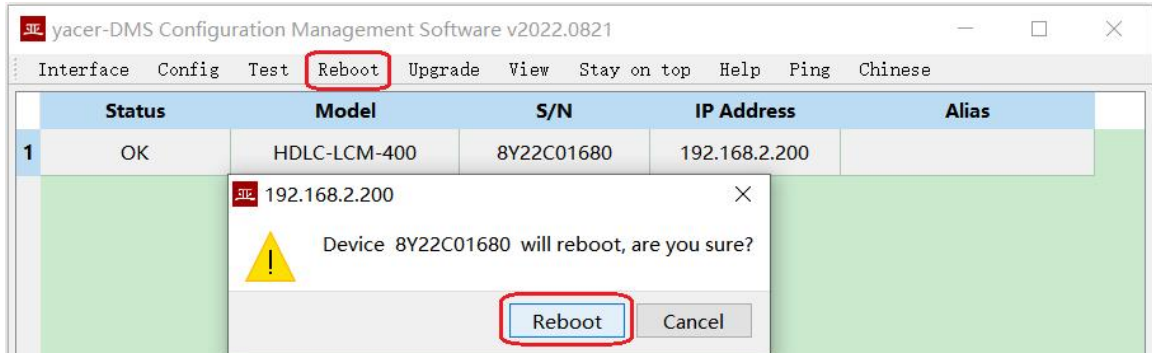 亚 yacer-DMS Configuration Management Software v2022.0821
Interface Config Test Reboot Upgrade View Stay on top Help Ping Chinese
Status Model S/N IP Address Alias
1 OK HDLC-LCM-400 8Y22C01680 192.168.2.200
亚 192.168.2.200
Device 8Y22C01680 will reboot, are you sure?
Reboot Cancel